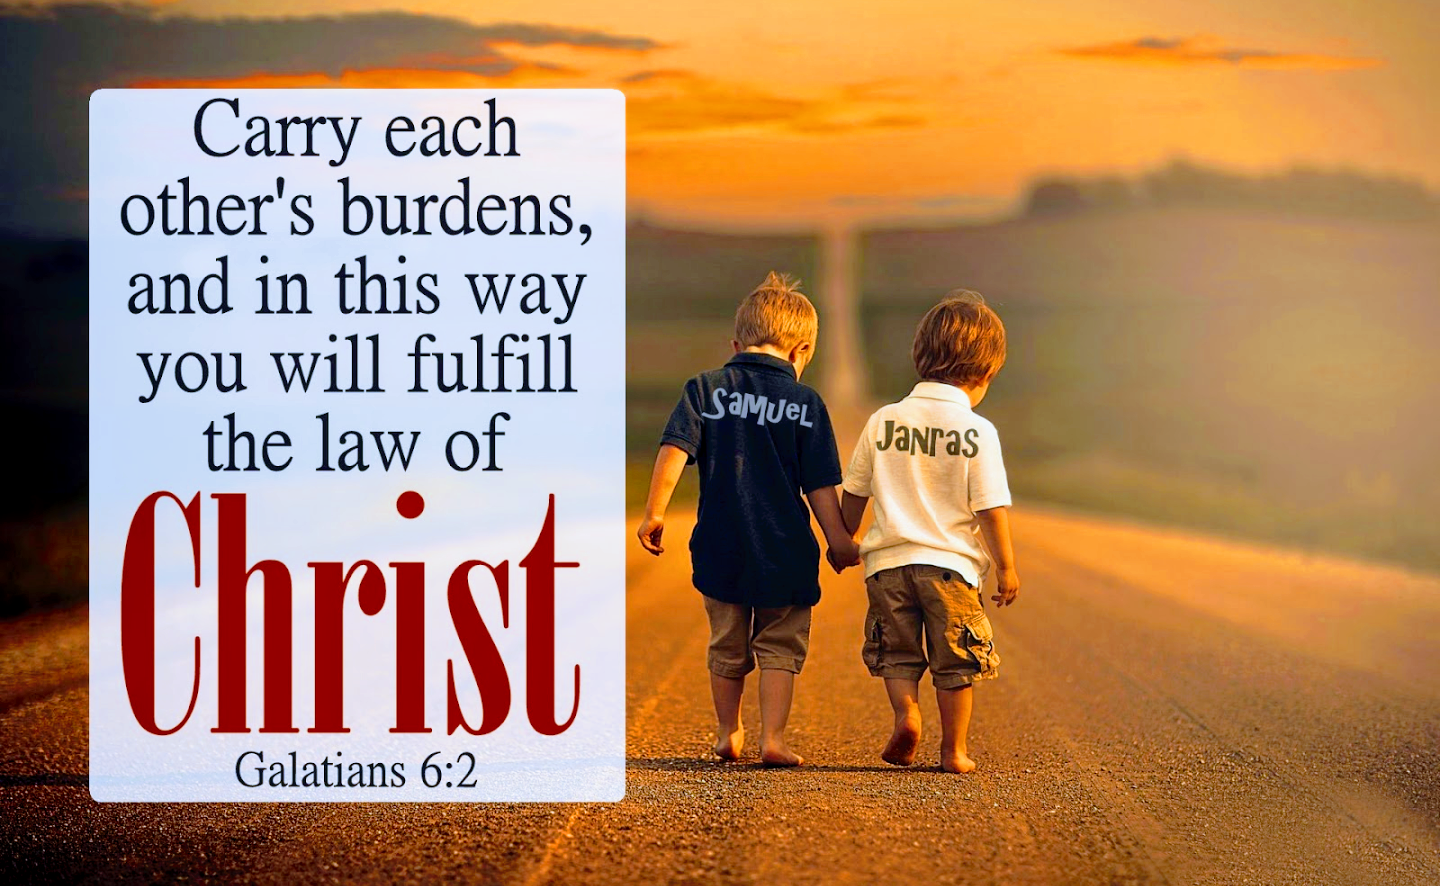 Carry each
other's burdens,
and in this way
you will fulfill
the law of
Christ
Galatians 6:2
SaMUeL
JaNraS